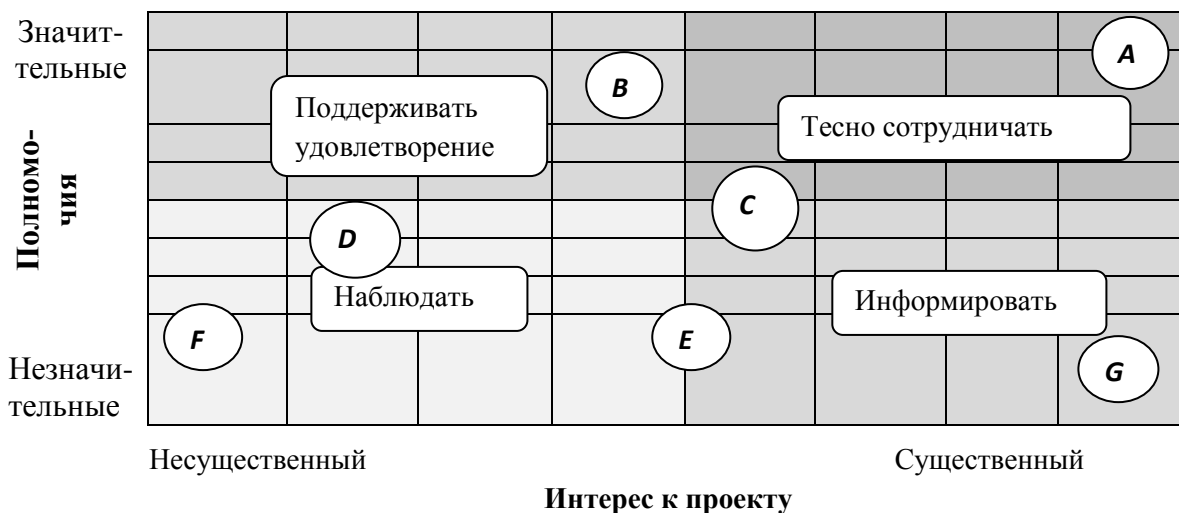 Значит-
тельные
A
B
Поддерживать
удовлетворение
Тесно сотрудничать
Полномо-
чия
C
D
Наблюдать
Информировать
F
E
G
Незначи-
тельные
Несущественный
Существенный
Интерес к проекту